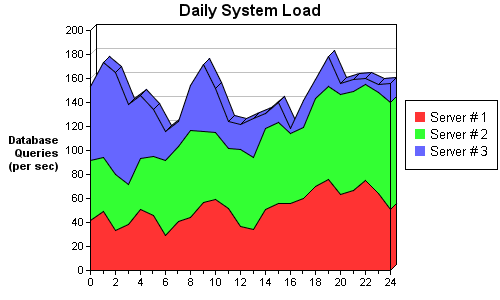 Daily System Load
200
180
160
140
120
100
80
60
40
20
0
Database
Queries
(per sec)
0 2 4 6 8 10 12 14 16 18 20 22 24
Server #1
Server #2
Server #3